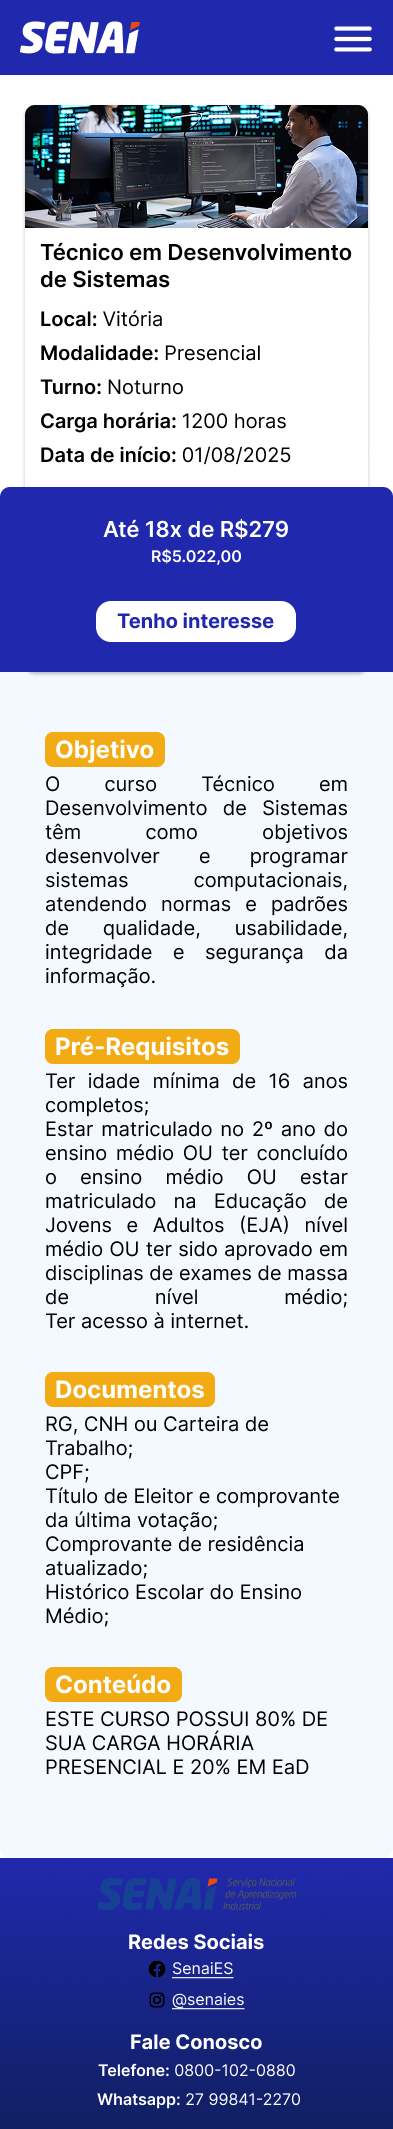 SENAI
Técnico em Desenvolvimento
de Sistemas
Local: Vitória
Modalidade: Presencial
Turno: Noturno
Carga horária: 1200 horas
Data de início: 01/08/2025
Até 18x de R$279
R$5.022,00
Tenho interesse
Objetivo
O curso Técnico em
Desenvolvimento de Sistemas
têm como objetivos
desenvolver e programar
sistemas computacionais,
atendendo normas e padrões
de qualidade, usabilidade,
integridade e segurança da
informação.
Pré-Requisitos
Ter idade mínima de 16 anos
completos;
Estar matriculado no 2º ano do
ensino médio OU ter concluído
o ensino médio OU estar
matriculado na Educação de
Jovens e Adultos (EJA) nível
médio OU ter sido aprovado em
disciplinas de exames de massa
de nível médio;
Ter acesso à internet.
Documentos
RG, CNH ou Carteira de
Trabalho;
CPF;
Título de Eleitor e comprovante
da última votação;
Comprovante de residência
atualizado;
Histórico Escolar do Ensino
Médio;
Conteúdo
ESTE CURSO POSSUI 80% DE
SUA CARGA HORÁRIA
PRESENCIAL E 20% EM EaD
SENAI
Serviço Nacional
de Aprendizagem
Industrial
Redes Sociais
SenaiES
@senaies
Fale Conosco
Telefone: 0800-102-0880
Whatsapp: 27 99841-2270